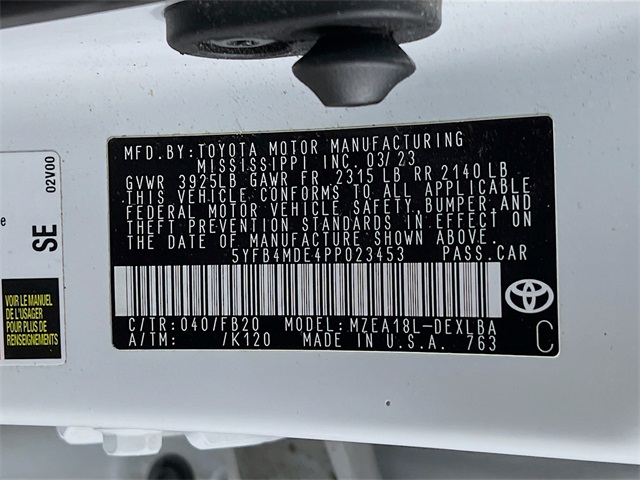 MFD.BY:TOYOTA MOTOR MANUFACTURING
MISSISSIPPI INC. 03/23
GVWR 3925LB GAWR FR 2315 LB RR 2140 LB
THIS VEHICLE CONFORMS TO ALL APPLICABLE
FEDERAL MOTOR VEHICLE SAFETY, BUMPER, AND
THEFT PREVENTION STANDARDS IN EFFECT ON
THE DATE OF MANUFACTURE SHOWN ABOVE.
5YFB4MDE4PP023453 PASS.CAR
C/TR:040/FB20 MODEL:MZEA18L-DEXLBA
A/TM: /K120 MADE IN U.S.A. 763
C
02V00
SE
VOIR LE MANUEL
DE L'USAGER
POUR PLUS DE
RENSEIGNEMENTS